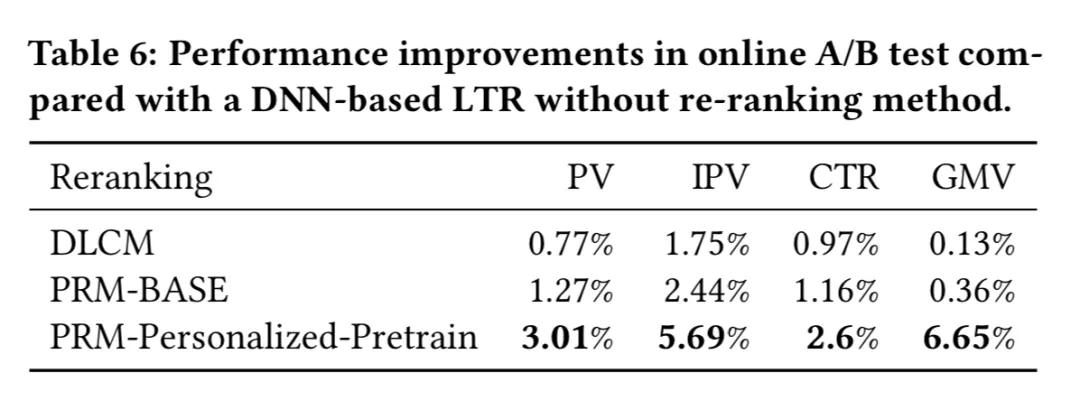 Table 6: Performance improvements in online A/B test com-
pared with a DNN-based LTR without re-ranking method.
Reranking PV IPV CTR GMV
DLCM 0.77% 1.75% 0.97% 0.13%
PRM-BASE 1.27% 2.44% 1.16% 0.36%
PRM-Personalized-Pretrain 3.01% 5.69% 2.6% 6.65%